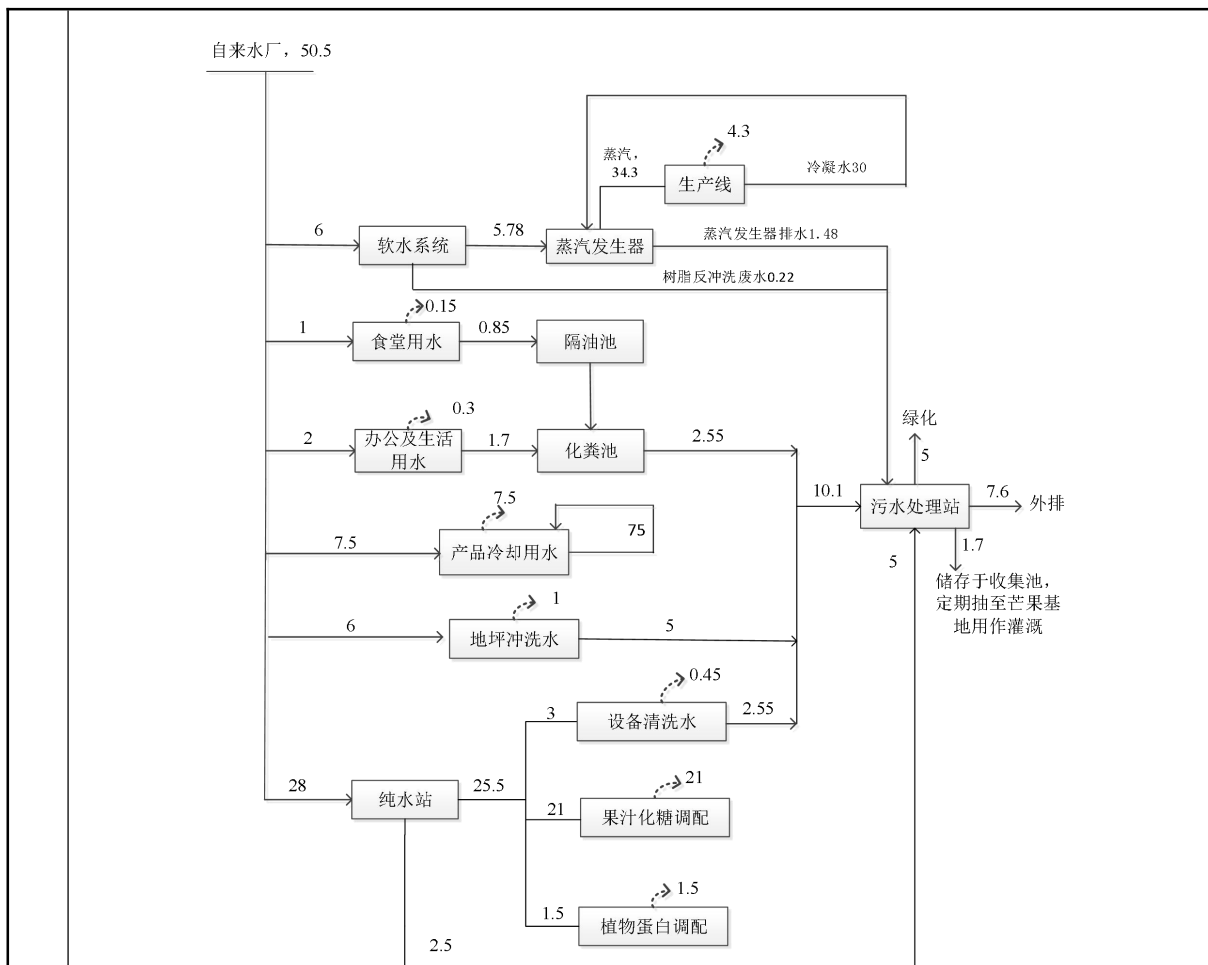 自来水厂，50.5
4.3
蒸汽，
34.3
生产线
冷凝水30
6
软水系统
5.78
蒸汽发生器
蒸汽发生器排水1.48
树脂反冲洗废水0.22
0.15
1
食堂用水
0.85
隔油池
0.3
2
办公及生活
用水
1.7
化粪池
2.55
绿化
5
10.1
污水处理站
7.6
外排
1.7
储存于收集池，
定期抽至芒果基
地用作灌溉
5
7.5
7.5
产品冷却用水
75
1
6
地坪冲洗水
5
0.45
3
设备清洗水
2.55
28
纯水站
25.5
21
21
果汁化糖调配
1.5
1.5
植物蛋白调配
2.5